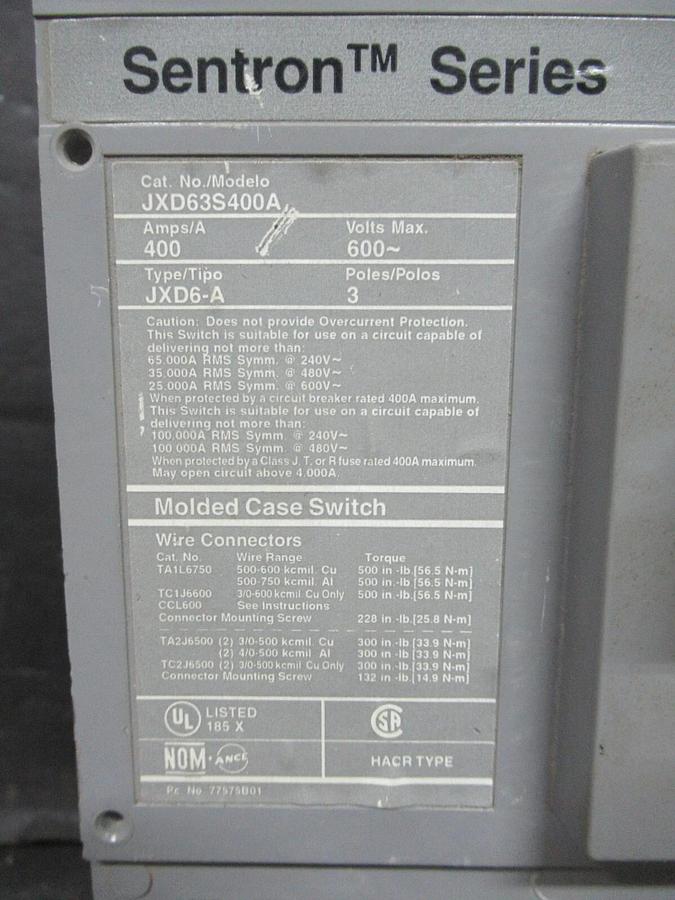 Sentron™ Series
Cat. No./Modelo
JXD63S400A
Amps/A Volts Max.
400 600~
Type/Tipo Poles/Polos
JXD6-A 3
Caution: Does not provide Overcurrent Protection.
This Switch is suitable for use on a circuit capable of
delivering not more than:
65,000A RMS Symm. @ 240V~
35,000A RMS Symm. @ 480V~
25,000A RMS Symm. @ 600V~
When protected by a circuit breaker rated 400A maximum.
This Switch is suitable for use on a circuit capable of
delivering not more than:
100,000A RMS Symm. @ 240V~
100,000A RMS Symm. @ 480V~
When protected by a Class J, T, or R fuse rated 400A maximum.
May open circuit above 4,000A.
Molded Case Switch
Wire Connectors
Cat. No. Wire Range Torque
TA1L6750 500-600 kcmil. Cu 500 in.-lb.[56.5 N-m]
500-750 kcmil. Al 500 in.-lb.[56.5 N-m]
TC1J6600 3/0-600 kcmil. Cu Only 500 in.-lb.[56.5 N-m]
CCL600 See Instructions
Connector Mounting Screw 228 in.-lb.[25.8 N-m]
TA2J6500 (2) 3/0-500 kcmil. Cu 300 in.-lb.[33.9 N-m]
(2) 4/0-500 kcmil. Al 300 in.-lb.[33.9 N-m]
TC2J6500 (2) 3/0-500 kcmil. Cu Only 300 in.-lb.[33.9 N-m]
Connector Mounting Screw 132 in.-lb.[14.9 N-m]
UL LISTED
185 X
SA
NOM · ANCE HACR TYPE
Pc. No. 77575B01